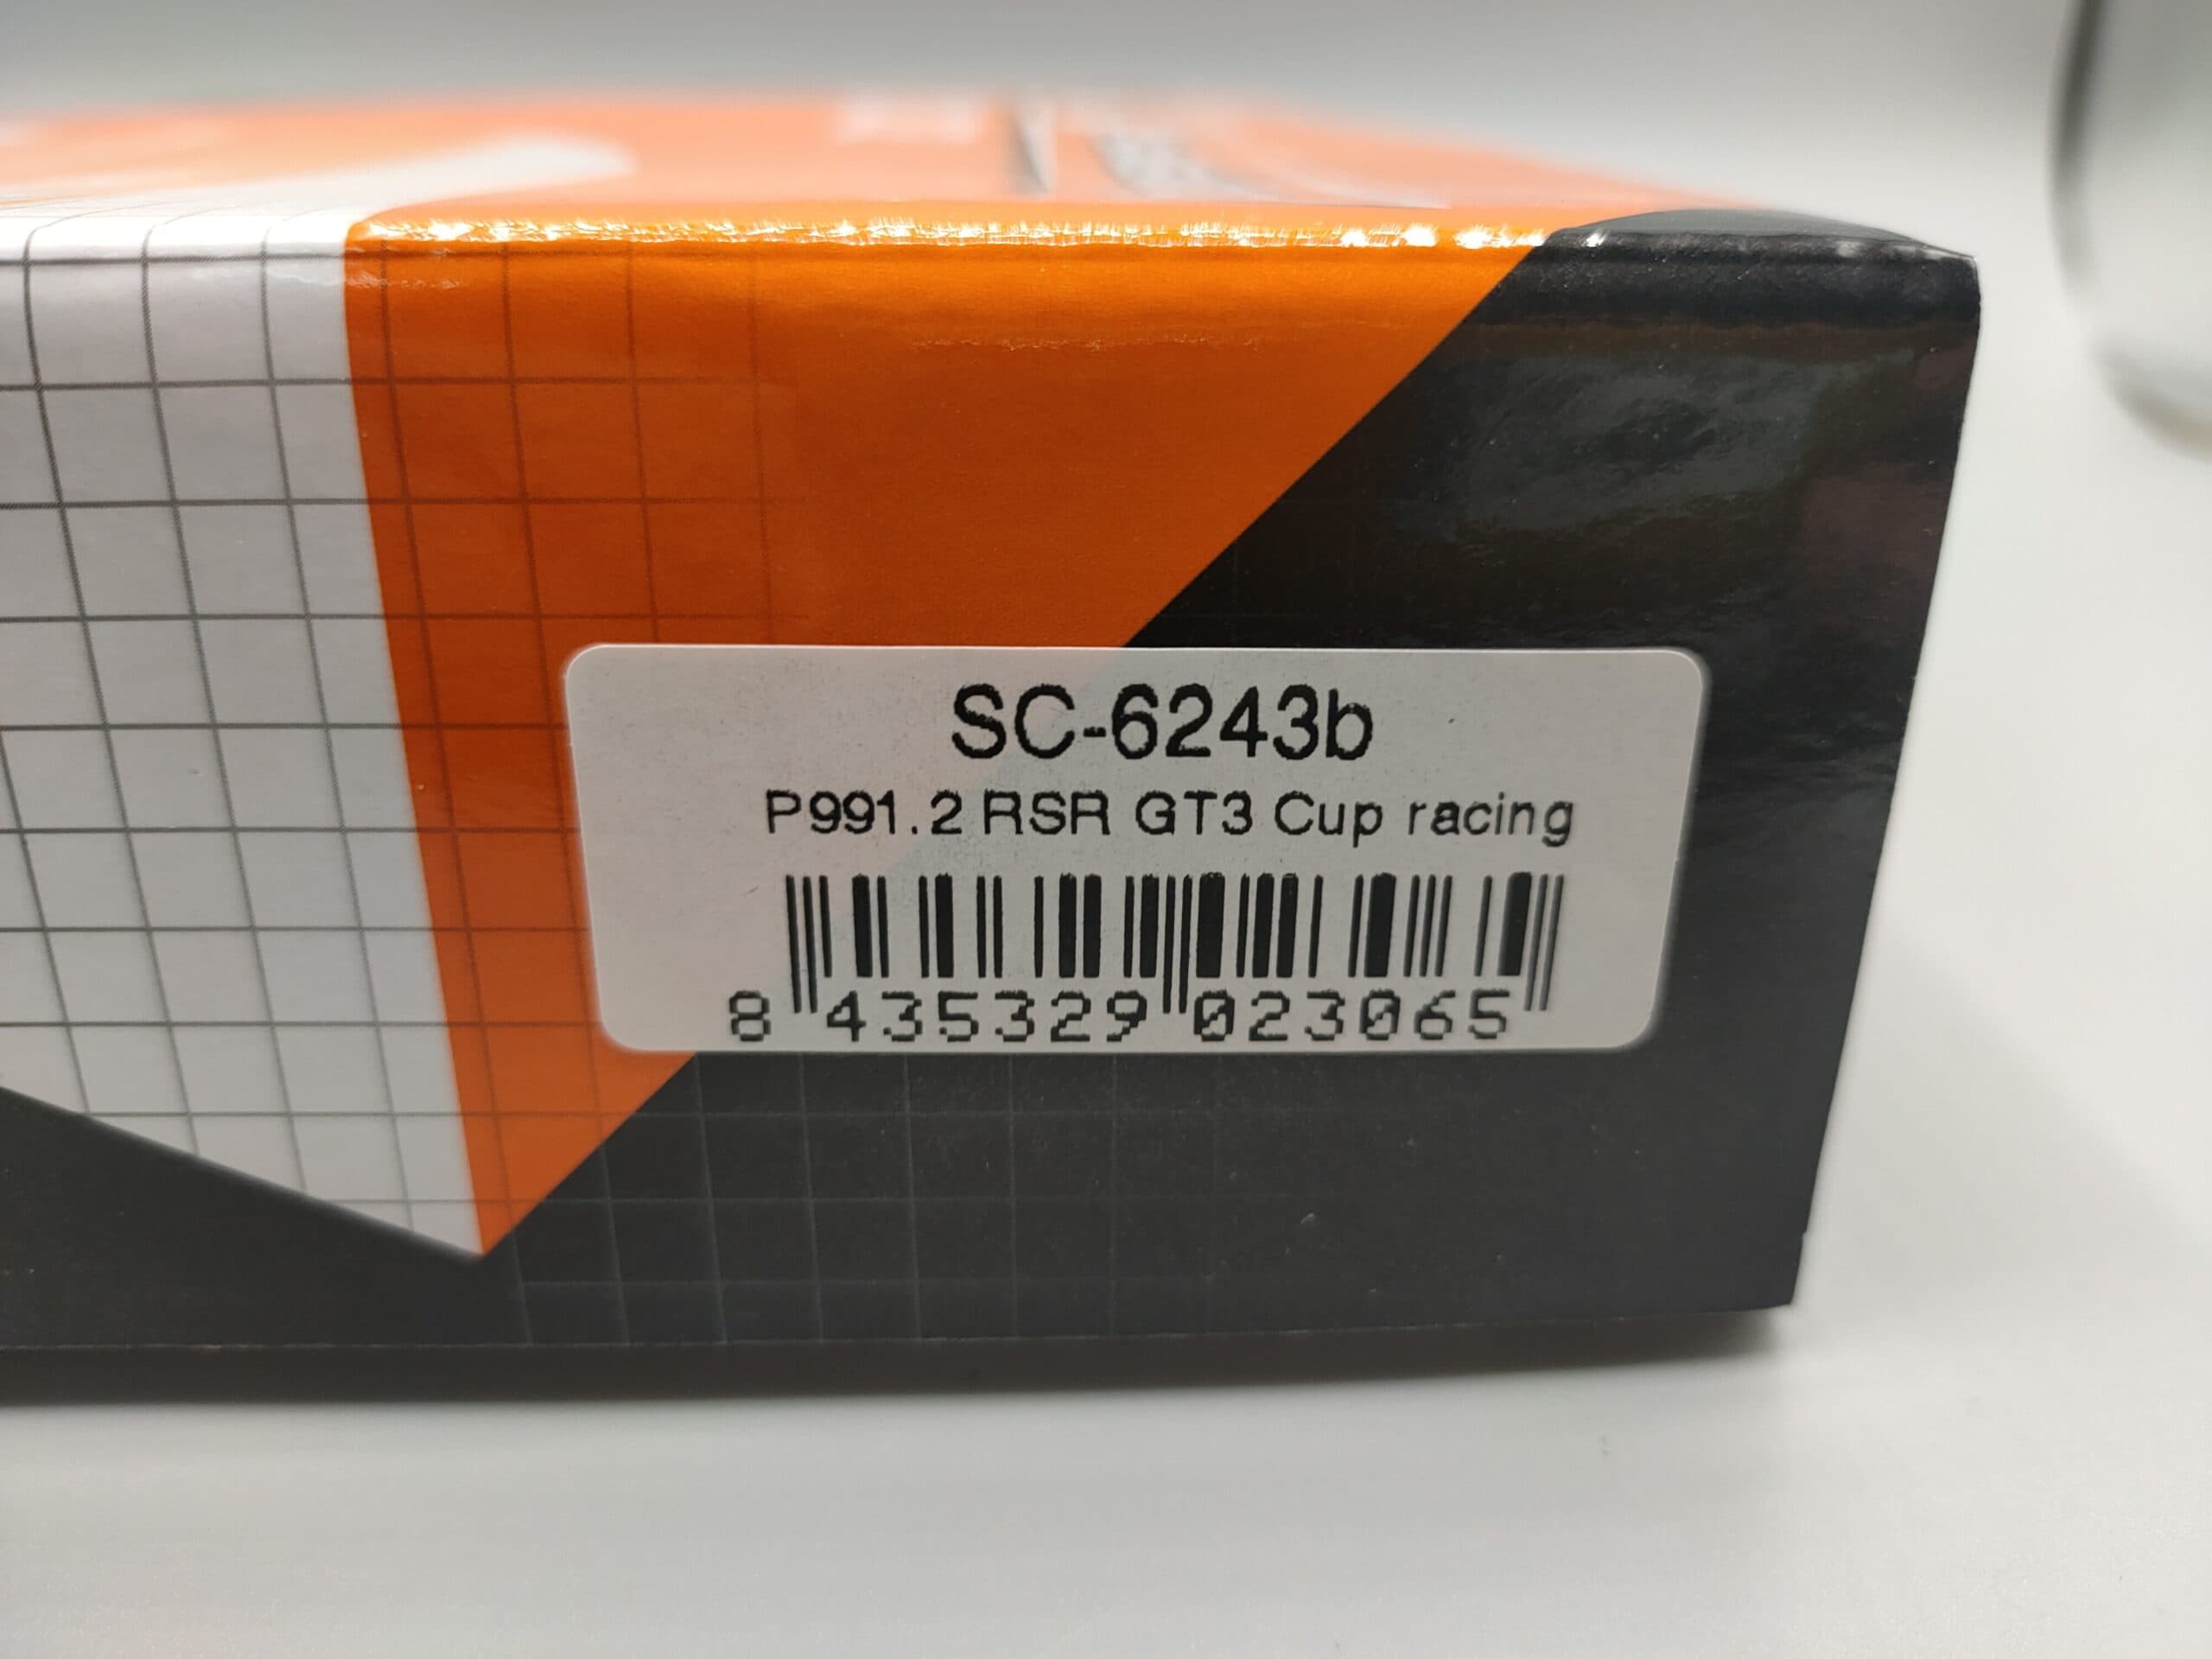 SC-6243b
P991.2 RSR GT3 Cup racing
8 435329 023065